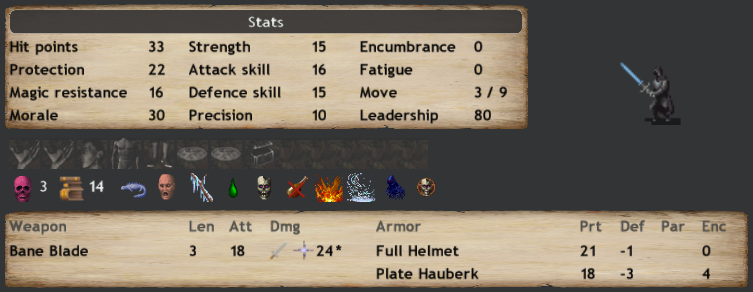 Stats
Hit points 33 Strength 15 Encumbrance 0
Protection 22 Attack skill 16 Fatigue 0
Magic resistance 16 Defence skill 15 Move 3 / 9
Morale 30 Precision 10 Leadership 80
3 14
Weapon Len Att Dmg Armor Prt Def Par Enc
Bane Blade 3 18 24* Full Helmet 21 -1 0
Plate Hauberk 18 -3 4